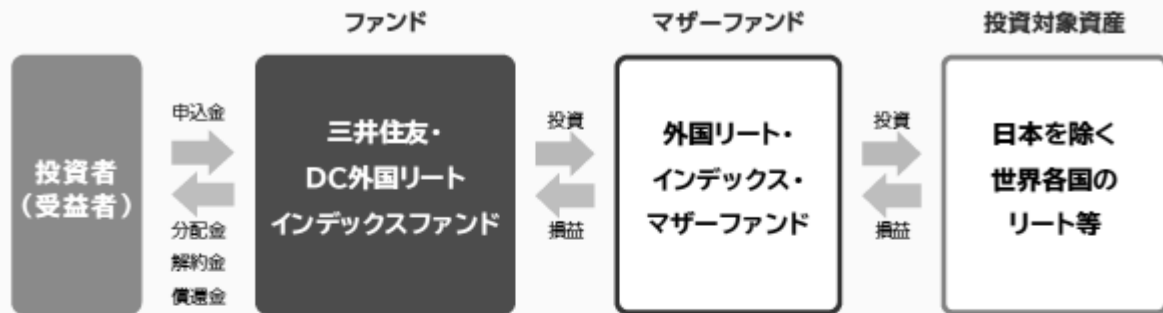 ファンド
マザーファンド
投資対象資産
投資者
（受益者）
申込金
分配金
解約金
償還金
三井住友・
DC外国リート
インデックスファンド
投資
損益
外国リート・
インデックス・
マザーファンド
投資
損益
日本を除く
世界各国の
リート等